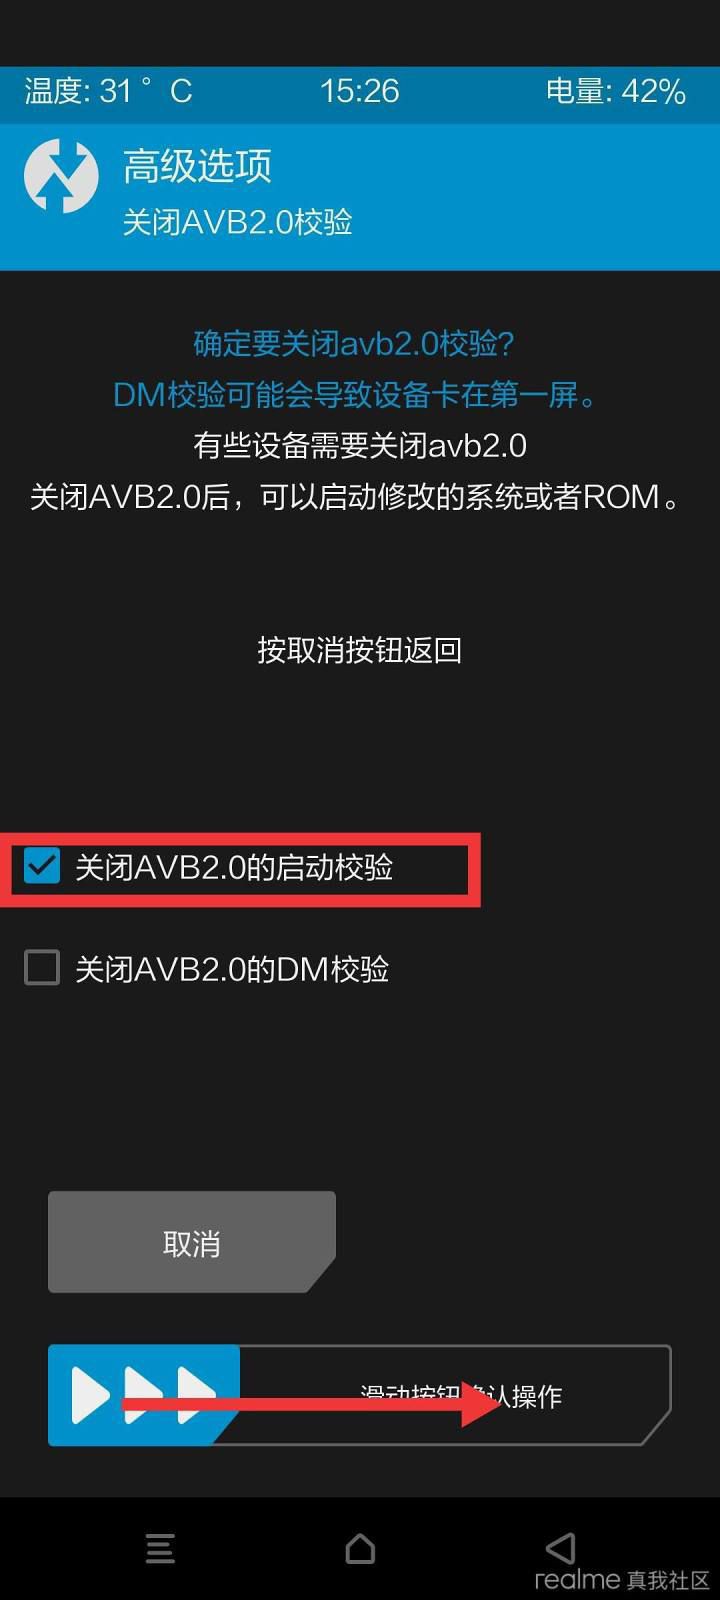 温度: 31 ° C 15:26 电量: 42%
高级选项
关闭AVB2.0校验
确定要关闭avb2.0校验?
DM校验可能会导致设备卡在第一屏。
有些设备需要关闭avb2.0
关闭AVB2.0后，可以启动修改的系统或者ROM。
按取消按钮返回
关闭AVB2.0的启动校验
关闭AVB2.0的DM校验
取消
滑动按钮确认操作
realme 真我社区